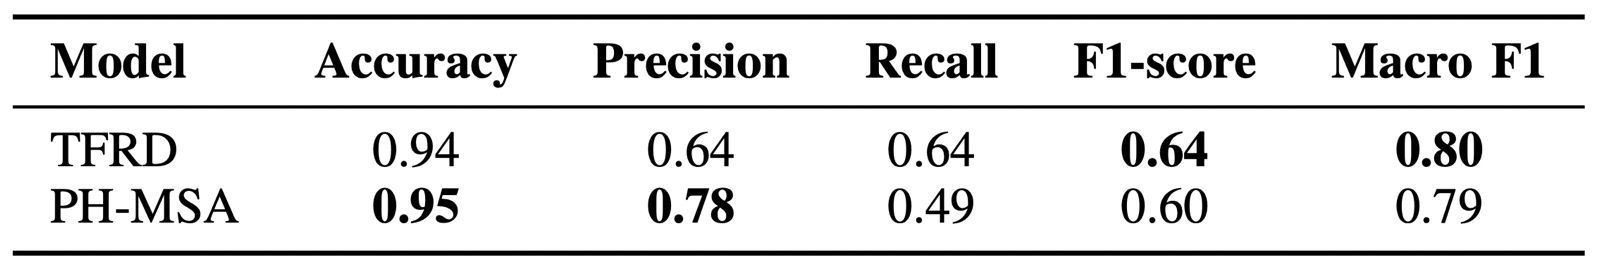 Model Accuracy Precision Recall F1-score Macro F1
TFRD 0.94 0.64 0.64 0.64 0.80
PH-MSA 0.95 0.78 0.49 0.60 0.79